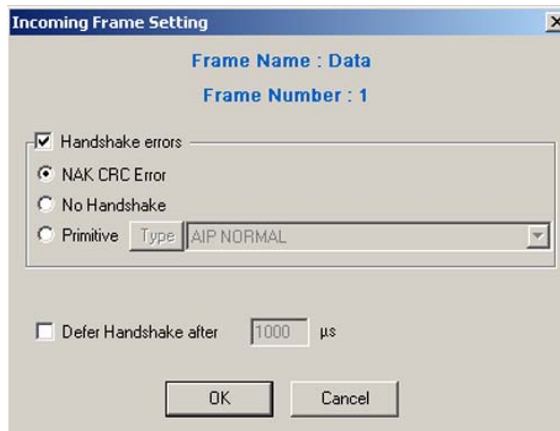 Incoming Frame Setting
Frame Name : Data
Frame Number : 1
Handshake errors
NAK CRC Error
No Handshake
Primitive Type AIP NORMAL
Defer Handshake after 1000 µs
OK Cancel